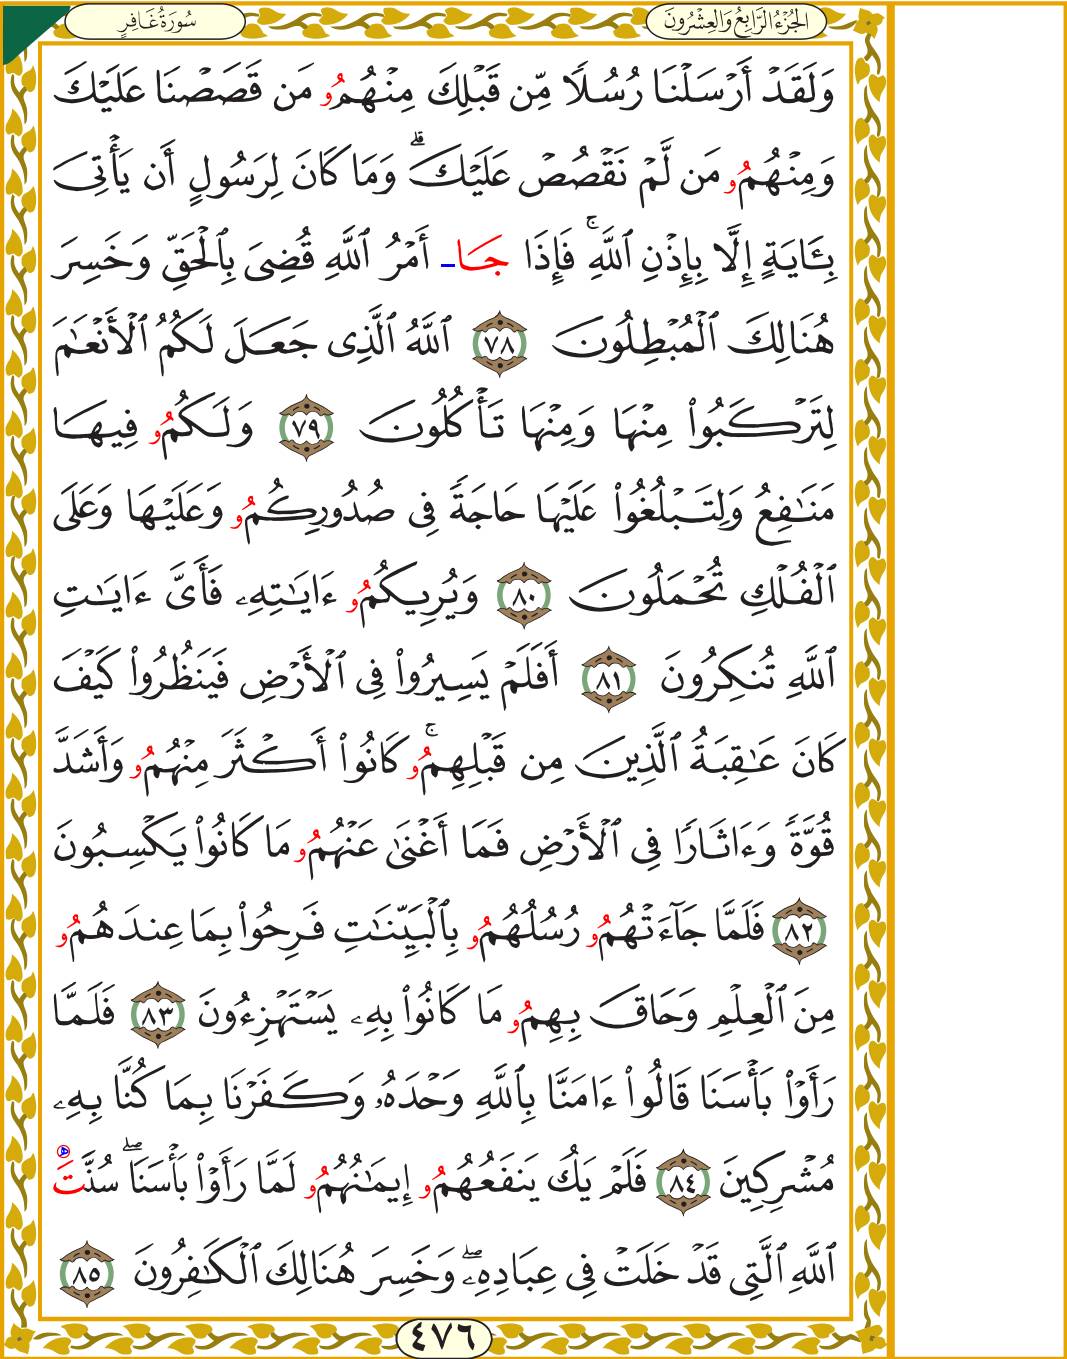 سُورَةُ غَافِرٍ
الجُزْءُ الرَّابِعُ وَالعِشْرُونَ
وَلَقَدۡ أَرۡسَلۡنَا رُسُلٗا مِّن قَبۡلِكَ مِنۡهُمُۥ مَن قَصَصۡنَا عَلَيۡكَ
وَمِنۡهُمُۥ مَن لَّمۡ نَقۡصُصۡ عَلَيۡكَۗ وَمَا كَانَ لِرَسُولٍ أَن يَأۡتِيَ
بِـَٔايَةٍ إِلَّا بِإِذۡنِ ٱللَّهِۚ فَإِذَا جَا أَمۡرُ ٱللَّهِ قُضِيَ بِٱلۡحَقِّ وَخَسِرَ
هُنَالِكَ ٱلۡمُبۡطِلُونَ ٧٨ ٱللَّهُ ٱلَّذِي جَعَلَ لَكُمُ ٱلۡأَنۡعَٰمَ
لِتَرۡكَبُواْ مِنۡهَا وَمِنۡهَا تَأۡكُلُونَ ٧٩ وَلَكُمُۥ فِيهَا
مَنَٰفِعُ وَلِتَبۡلُغُواْ عَلَيۡهَا حَاجَةٗ فِي صُدُورِكُمُۥ وَعَلَيۡهَا وَعَلَى
ٱلۡفُلۡكِ تُحۡمَلُونَ ٨٠ وَيُرِيكُمُۥ ءَايَٰتِهِۦ فَأَيَّ ءَايَٰتِ
ٱللَّهِ تُنكِرُونَ ٨١ أَفَلَمۡ يَسِيرُواْ فِي ٱلۡأَرۡضِ فَيَنظُرُواْ كَيۡفَ
كَانَ عَٰقِبَةُ ٱلَّذِينَ مِن قَبۡلِهِمُۥۚ كَانُوٓاْ أَكۡثَرَ مِنۡهُمُۥ وَأَشَدَّ
قُوَّةٗ وَءَاثَارٗا فِي ٱلۡأَرۡضِ فَمَآ أَغۡنَىٰ عَنۡهُمُۥ مَا كَانُواْ يَكۡسِبُونَ
٨٢ فَلَمَّا جَآءَتۡهُمُۥ رُسُلُهُمُۥ بِٱلۡبَيِّنَٰتِ فَرِحُواْ بِمَا عِندَهُمُۥ
مِنَ ٱلۡعِلۡمِ وَحَاقَ بِهِمُۥ مَا كَانُواْ بِهِۦ يَسۡتَهۡزِءُونَ ٨٣ فَلَمَّا
رَأَوۡاْ بَأۡسَنَا قَالُوٓاْ ءَامَنَّا بِٱللَّهِ وَحۡدَهُۥ وَكَفَرۡنَا بِمَا كُنَّا بِهِۦ
مُشۡرِكِينَ ٨٤ فَلَمۡ يَكُ يَنفَعُهُمُۥ إِيمَٰنُهُمُۥ لَمَّا رَأَوۡاْ بَأۡسَنَاۖ سُنَّتَ
ٱللَّهِ ٱلَّتِي قَدۡ خَلَتۡ فِي عِبَادِهِۦۖ وَخَسِرَ هُنَالِكَ ٱلۡكَٰفِرُونَ ٨٥
٤٧٦